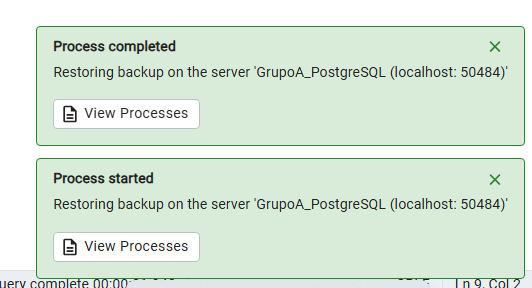 Process completed
Restoring backup on the server 'GrupoA_PostgreSQL (localhost: 50484)'
View Processes
Process started
Restoring backup on the server 'GrupoA_PostgreSQL (localhost: 50484)'
View Processes
uery complete 00:00:
Ln 9, Col 2